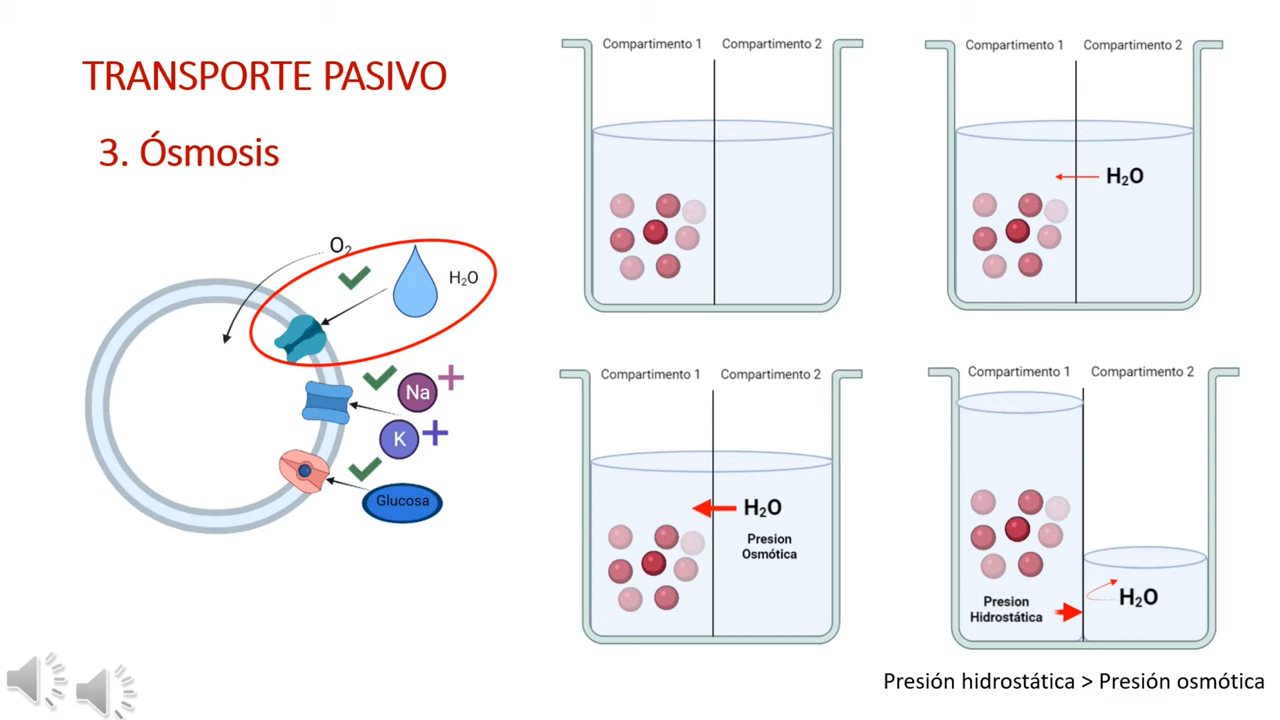 TRANSPORTE PASIVO
3. Ósmosis
O₂
H₂O
Na
K
Glucosa
Compartimento 1
Compartimento 2
Compartimento 1
Compartimento 2
H₂O
Compartimento 1
Compartimento 2
H₂O
Presion
Osmótica
Compartimento 1
Compartimento 2
Presion
Hidrostática
H₂O
Presión hidrostática > Presión osmótica